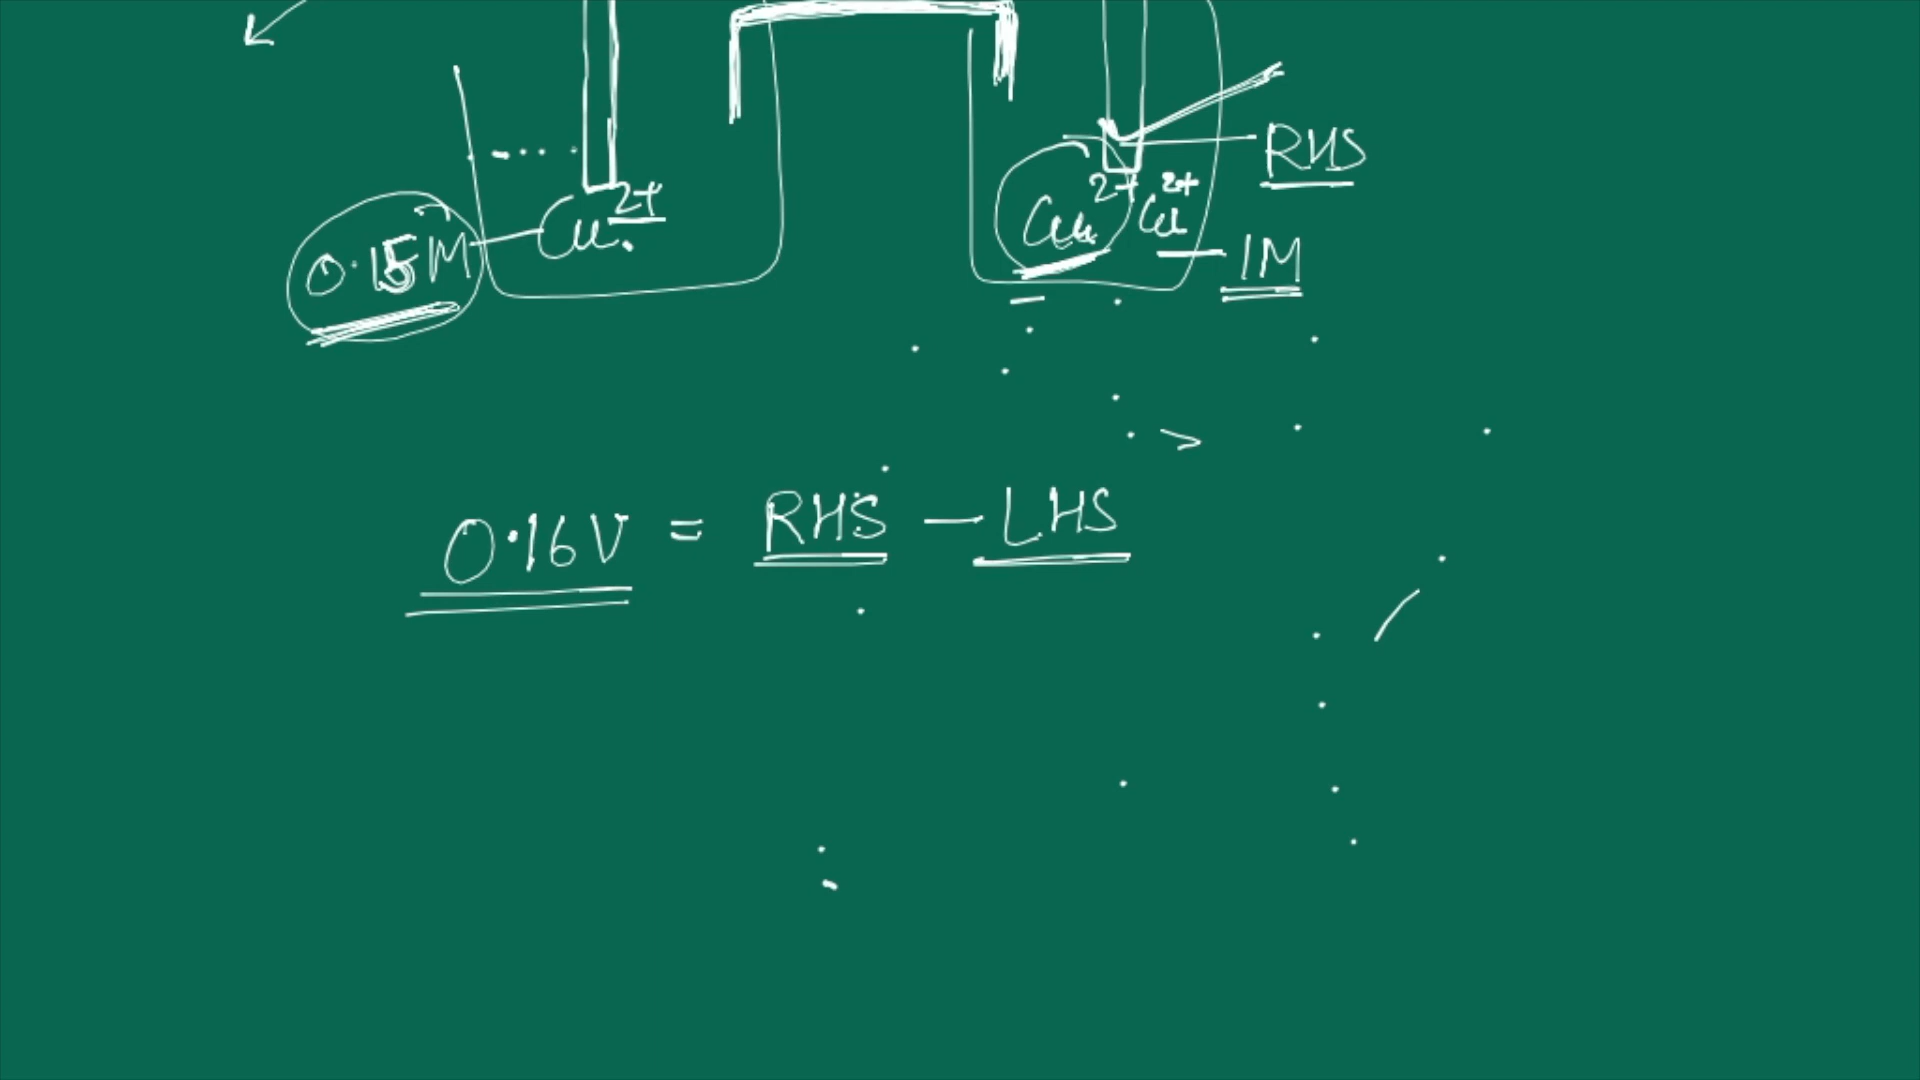 RHS
Cu²⁺ Cu²⁺ Cu²⁺
0.15M 1M
0.16V = RHS - LHS